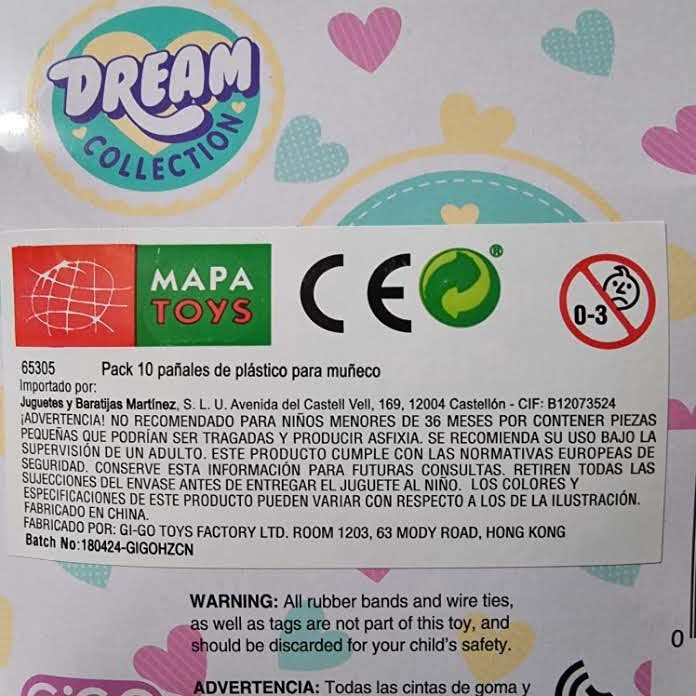 DREAM
COLLECTION
MAPA
TOYS
CE
®
0-3
65305 Pack 10 pañales de plástico para muñeco
Importado por:
Juguetes y Baratijas Martínez, S. L. U. Avenida del Castell Vell, 169, 12004 Castellón - CIF: B12073524
¡ADVERTENCIA! NO RECOMENDADO PARA NIÑOS MENORES DE 36 MESES POR CONTENER PIEZAS
PEQUEÑAS QUE PODRÍAN SER TRAGADAS Y PRODUCIR ASFIXIA. SE RECOMIENDA SU USO BAJO LA
SUPERVISIÓN DE UN ADULTO. ESTE PRODUCTO CUMPLE CON LAS NORMATIVAS EUROPEAS DE
SEGURIDAD. CONSERVE ESTA INFORMACIÓN PARA FUTURAS CONSULTAS. RETIREN TODAS LAS
SUJECCIONES DEL ENVASE ANTES DE ENTREGAR EL JUGUETE AL NIÑO. LOS COLORES Y
ESPECIFICACIONES DE ESTE PRODUCTO PUEDEN VARIAR CON RESPECTO A LOS DE LA ILUSTRACIÓN.
FABRICADO EN CHINA.
FABRICADO POR: GI-GO TOYS FACTORY LTD. ROOM 1203, 63 MODY ROAD, HONG KONG
Batch No:180424-GIGOHZCN
WARNING: All rubber bands and wire ties,
as well as tags are not part of this toy, and
should be discarded for your child's safety.
0
GiGO
ADVERTENCIA: Todas las cintas de goma y